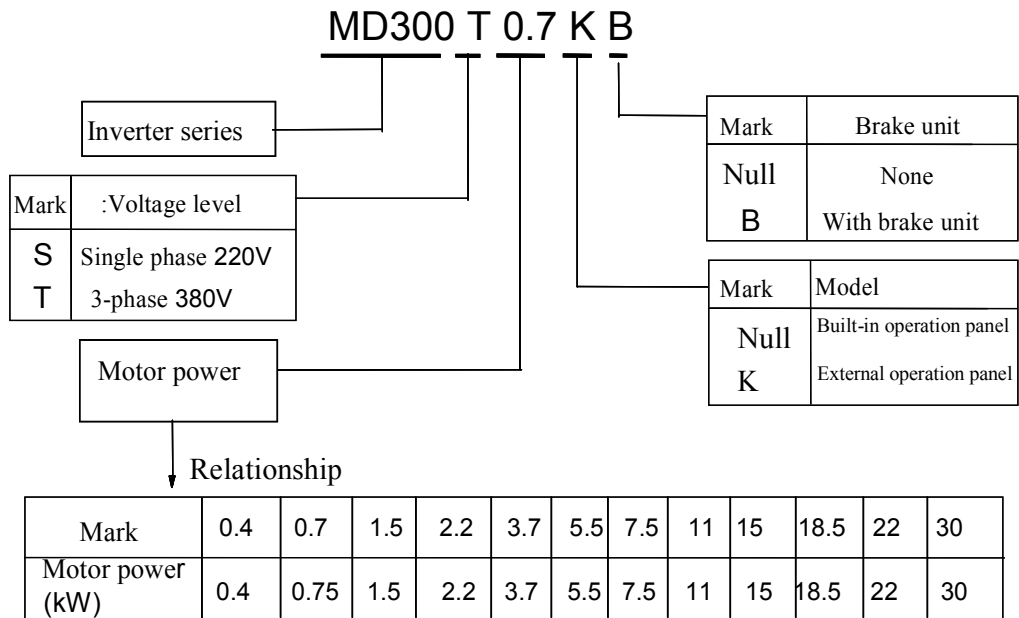 MD300 T 0.7 K B
Inverter series
Mark :Voltage level
S Single phase 220V
T 3-phase 380V
Motor power
Mark Brake unit
Null None
B With brake unit
Mark Model
Null Built-in operation panel
K External operation panel
Relationship
Mark 0.4 0.7 1.5 2.2 3.7 5.5 7.5 11 15 18.5 22 30
Motor power
(kW) 0.4 0.75 1.5 2.2 3.7 5.5 7.5 11 15 18.5 22 30